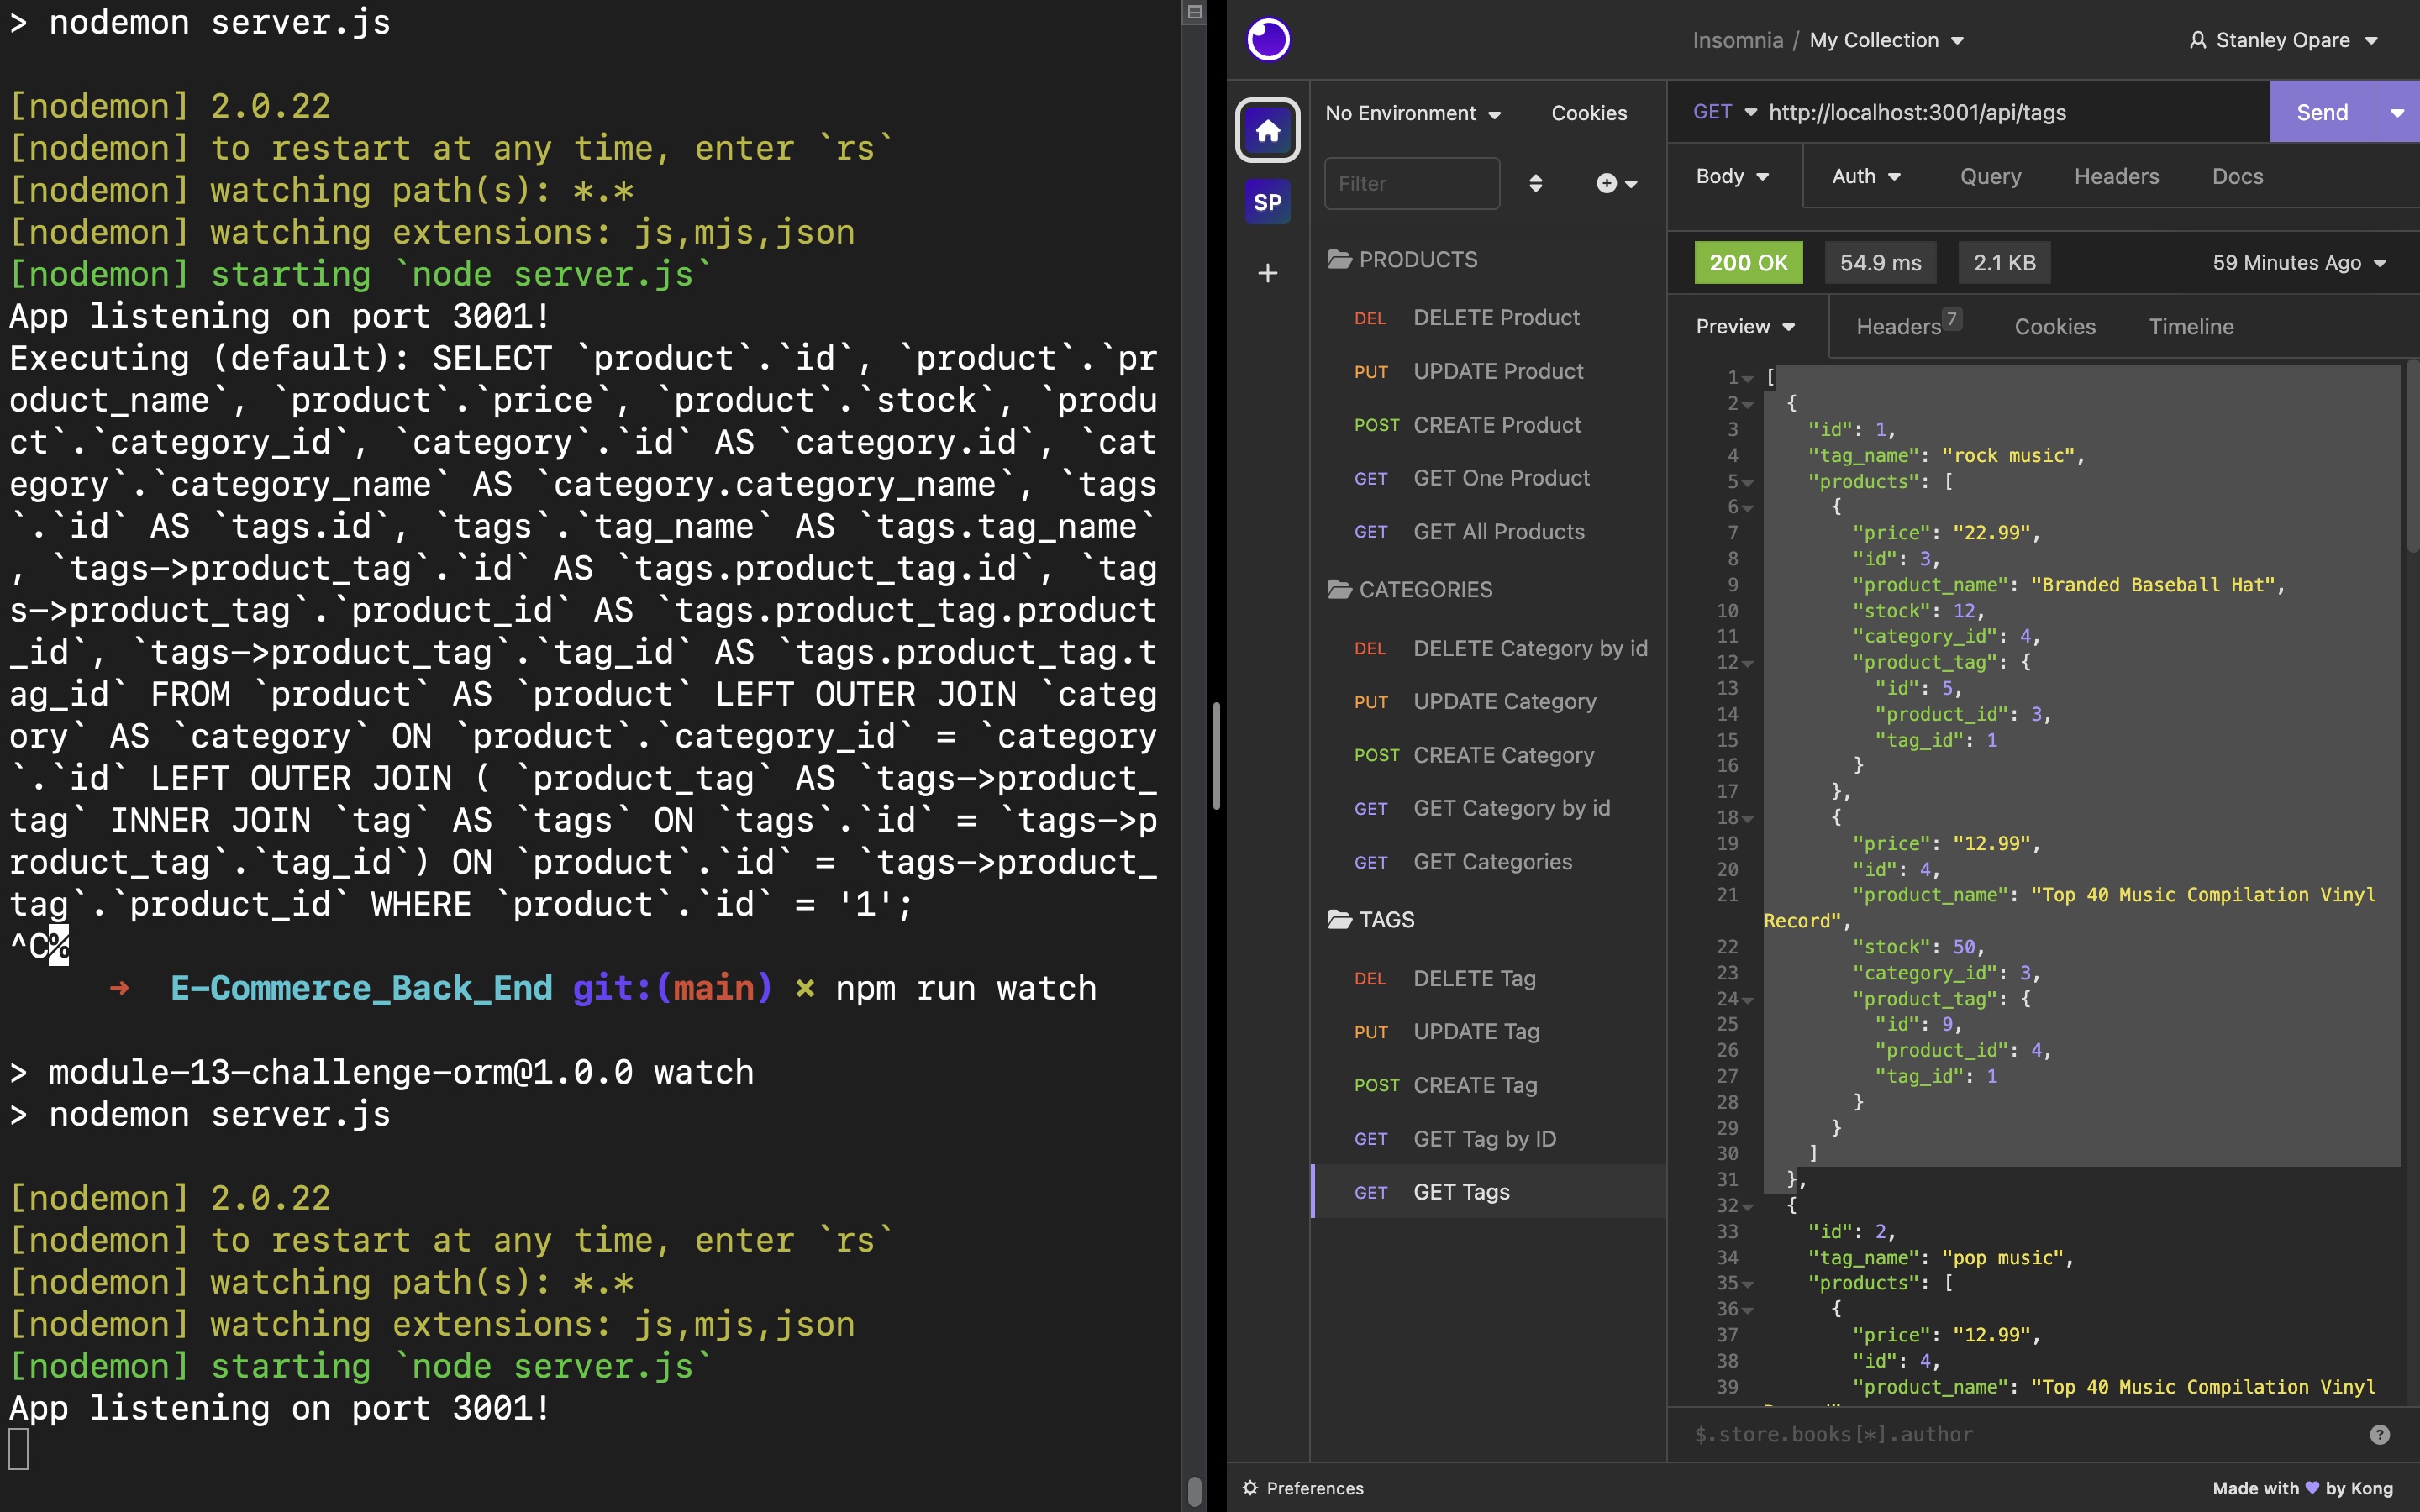 > nodemon server.js
[nodemon] 2.0.22
[nodemon] to restart at any time, enter `rs`
[nodemon] watching path(s): *.*
[nodemon] watching extensions: js,mjs,json
[nodemon] starting `node server.js`
App listening on port 3001!
Executing (default): SELECT `product`.`id`, `product`.`pr
oduct_name`, `product`.`price`, `product`.`stock`, `produ
ct`.`category_id`, `category`.`id` AS `category.id`, `cat
egory`.`category_name` AS `category.category_name`, `tags
`.`id` AS `tags.id`, `tags`.`tag_name` AS `tags.tag_name`
, `tags->product_tag`.`id` AS `tags.product_tag.id`, `tag
s->product_tag`.`product_id` AS `tags.product_tag.product
_id`, `tags->product_tag`.`tag_id` AS `tags.product_tag.t
ag_id` FROM `product` AS `product` LEFT OUTER JOIN `categ
ory` AS `category` ON `product`.`category_id` = `category
`.`id` LEFT OUTER JOIN ( `product_tag` AS `tags->product_
tag` INNER JOIN `tag` AS `tags` ON `tags`.`id` = `tags->p
roduct_tag`.`tag_id`) ON `product`.`id` = `tags->product_
tag`.`product_id` WHERE `product`.`id` = '1';
^C%
➜ E-Commerce_Back_End git:(main) × npm run watch
> module-13-challenge-orm@1.0.0 watch
> nodemon server.js
[nodemon] 2.0.22
[nodemon] to restart at any time, enter `rs`
[nodemon] watching path(s): *.*
[nodemon] watching extensions: js,mjs,json
[nodemon] starting `node server.js`
App listening on port 3001!
Insomnia / My Collection
Stanley Opare
SP
No Environment Cookies
Filter
PRODUCTS
DEL DELETE Product
PUT UPDATE Product
POST CREATE Product
GET GET One Product
GET GET All Products
CATEGORIES
DEL DELETE Category by id
PUT UPDATE Category
POST CREATE Category
GET GET Category by id
GET GET Categories
TAGS
DEL DELETE Tag
PUT UPDATE Tag
POST CREATE Tag
GET GET Tag by ID
GET GET Tags
GET http://localhost:3001/api/tags Send
Body Auth Query Headers Docs
200 OK 54.9 ms 2.1 KB 59 Minutes Ago
Preview Headers 7 Cookies Timeline
1 [
2 {
3 "id": 1,
4 "tag_name": "rock music",
5 "products": [
6 {
7 "price": "22.99",
8 "id": 3,
9 "product_name": "Branded Baseball Hat",
10 "stock": 12,
11 "category_id": 4,
12 "product_tag": {
13 "id": 5,
14 "product_id": 3,
15 "tag_id": 1
16 }
17 },
18 {
19 "price": "12.99",
20 "id": 4,
21 "product_name": "Top 40 Music Compilation Vinyl
Record",
22 "stock": 50,
23 "category_id": 3,
24 "product_tag": {
25 "id": 9,
26 "product_id": 4,
27 "tag_id": 1
28 }
29 }
30 ]
31 },
32 {
33 "id": 2,
34 "tag_name": "pop music",
35 "products": [
36 {
37 "price": "12.99",
38 "id": 4,
39 "product_name": "Top 40 Music Compilation Vinyl
$.store.books[*].author
?
Preferences
Made with 💜 by Kong